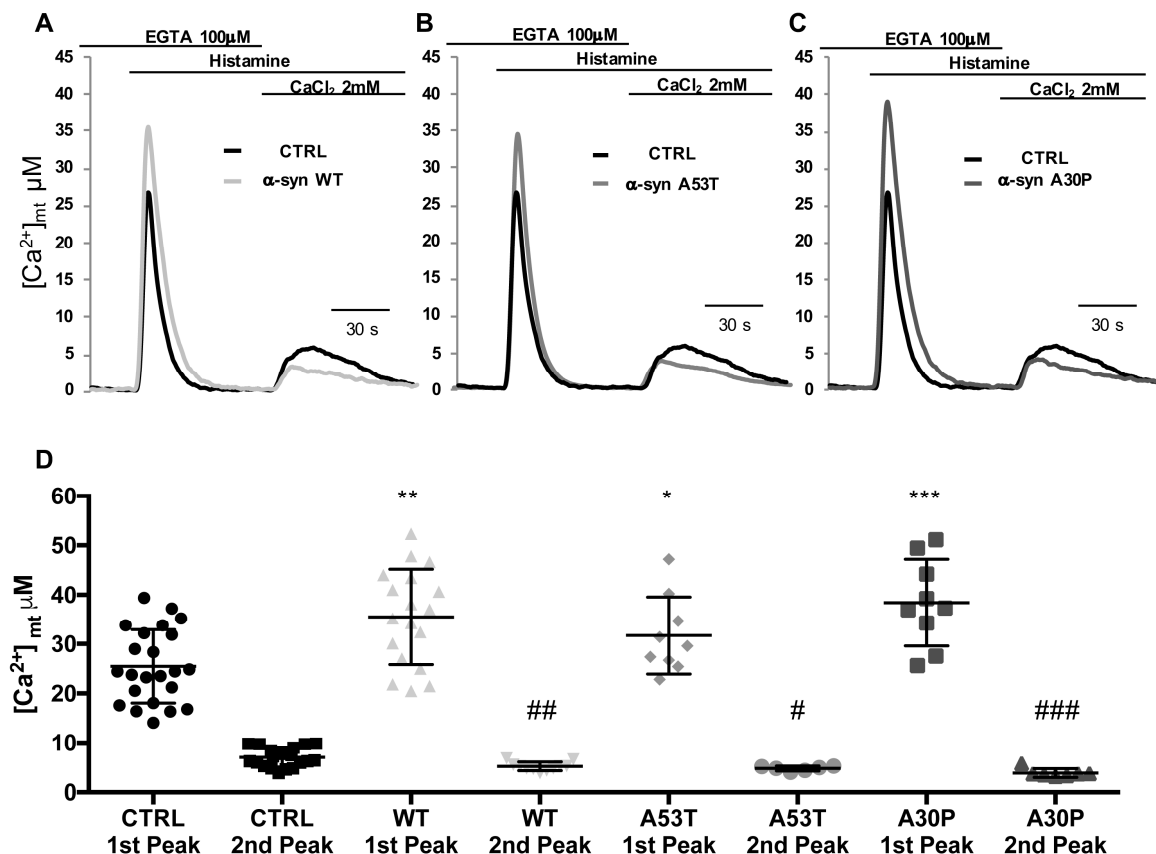 A
EGTA 100µM
Histamine
CaCl₂ 2mM
CTRL
α-syn WT
30 s
45
40
35
30
25
20
15
10
5
0
[Ca²⁺]mt µM
B
EGTA 100µM
Histamine
CaCl₂ 2mM
CTRL
α-syn A53T
30 s
45
40
35
30
25
20
15
10
5
0
C
EGTA 100µM
Histamine
CaCl₂ 2mM
CTRL
α-syn A30P
30 s
45
40
35
30
25
20
15
10
5
0
D
[Ca²⁺] mt µM
60
50
40
30
20
10
0
** * ***
## # ###
CTRL 1st Peak
CTRL 2nd Peak
WT 1st Peak
WT 2nd Peak
A53T 1st Peak
A53T 2nd Peak
A30P 1st Peak
A30P 2nd Peak